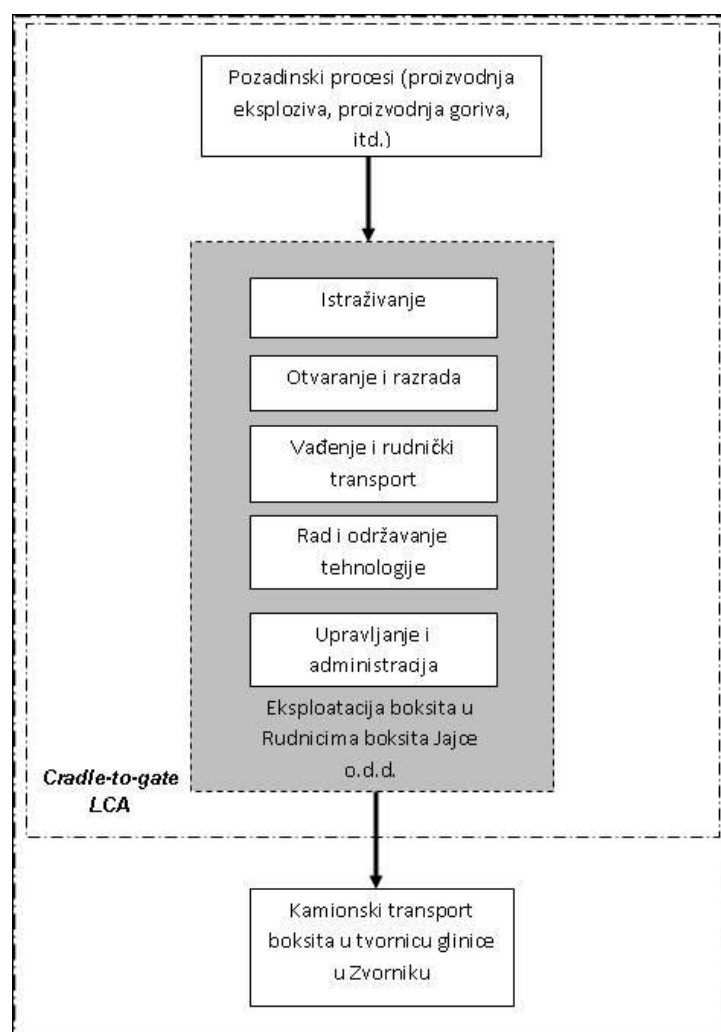 Pozadinski procesi (proizvodnja
eksploziva, proizvodnja goriva,
itd.)
Istraživanje
Otvaranje i razrada
Vađenje i rudnički
transport
Rad i održavanje
tehnologije
Upravljanje i
administracija
Eksploatacija boksita u
Rudnicima boksita Jajce
o.d.d.
Cradle-to-gate
LCA
Kamionski transport
boksita u tvornicu glinice
u Zvorniku